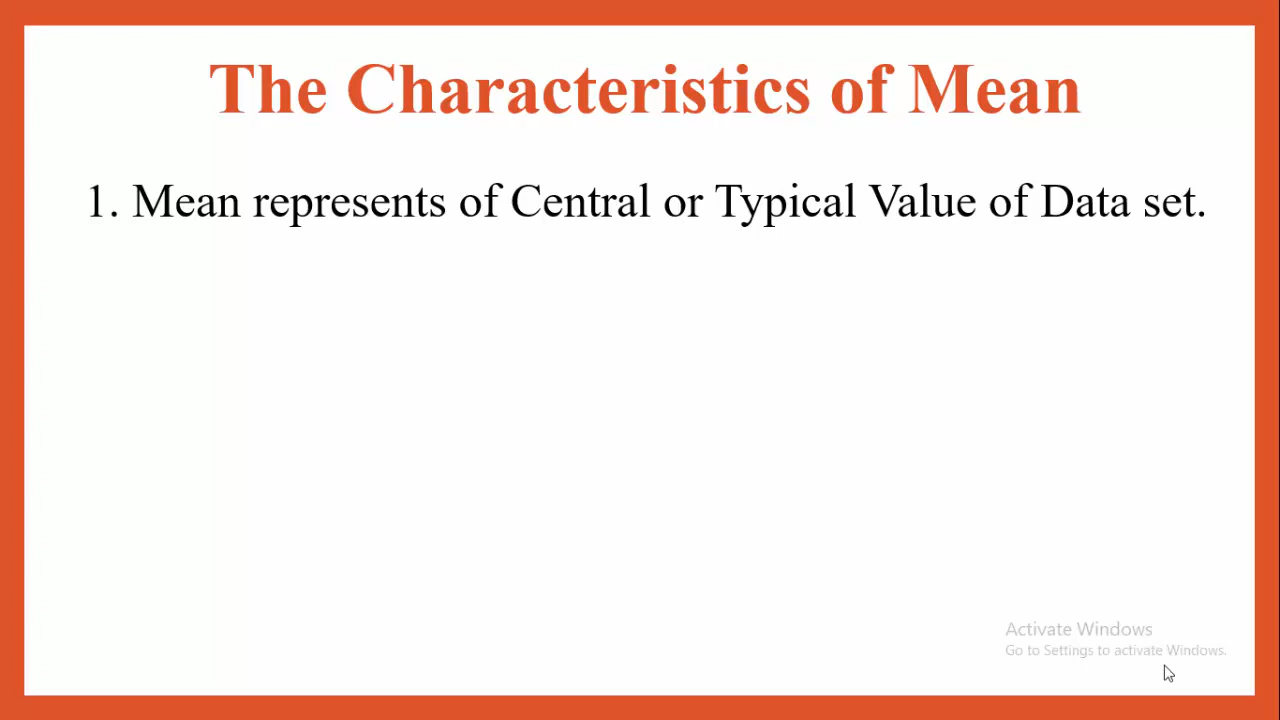 The Characteristics of Mean
1. Mean represents of Central or Typical Value of Data set.
Activate Windows
Go to Settings to activate Windows.